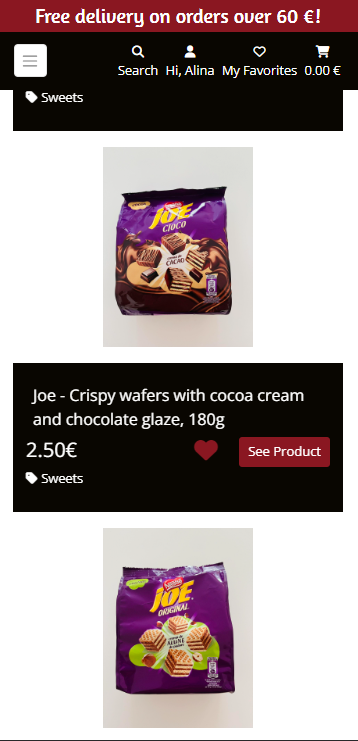 Free delivery on orders over 60 €!
Search Hi, Alina My Favorites 0.00 €
Sweets
JOE
CIOCO
CACAO
Joe - Crispy wafers with cocoa cream
and chocolate glaze, 180g
2.50€ See Product
Sweets
JOE
ORIGINAL